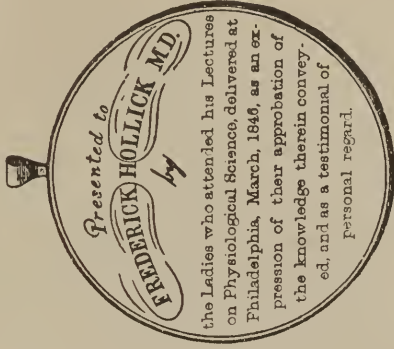 Presented to
FREDERICK HOLLICK M.D.
by
the Ladies who attended his Lectures
on Physiological Science, delivered at
Philadelphia, March, 1846, as an ex-
pression of their approbation of
the knowledge therein convey-
ed, and as a testimonial of
personal regard.